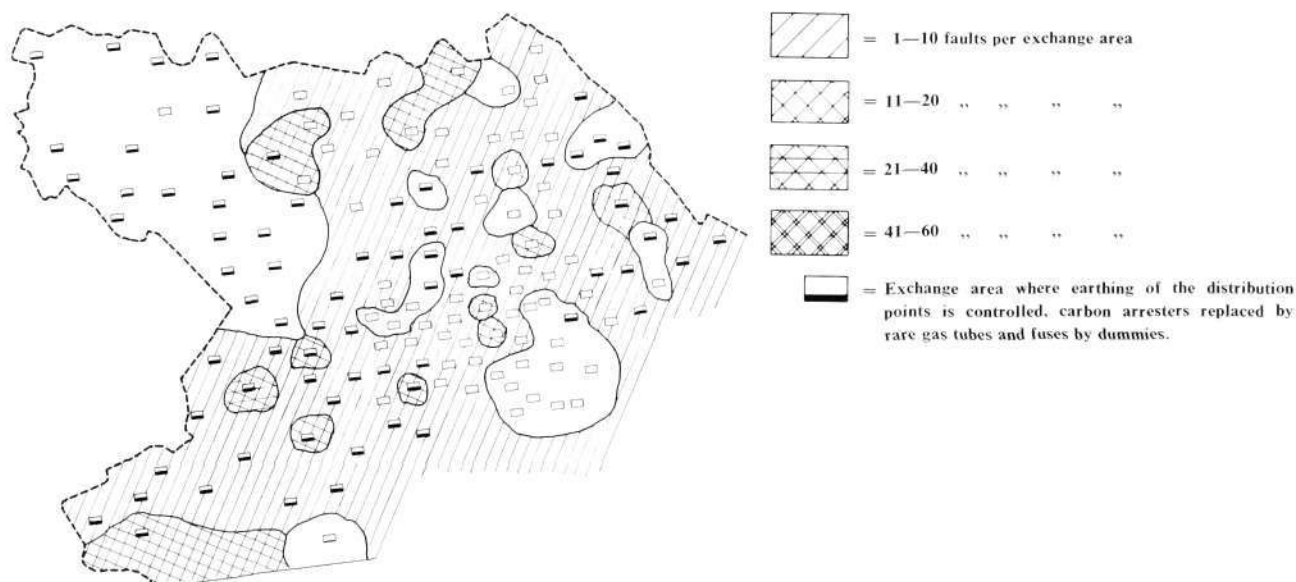 = 1—10 faults per exchange area
= 11—20 ,, ,, ,, ,,
= 21—40 ,, ,, ,, ,,
= 41—60 ,, ,, ,, ,,
= Exchange area where earthing of the distribution
points is controlled, carbon arresters replaced by
rare gas tubes and fuses by dummies.